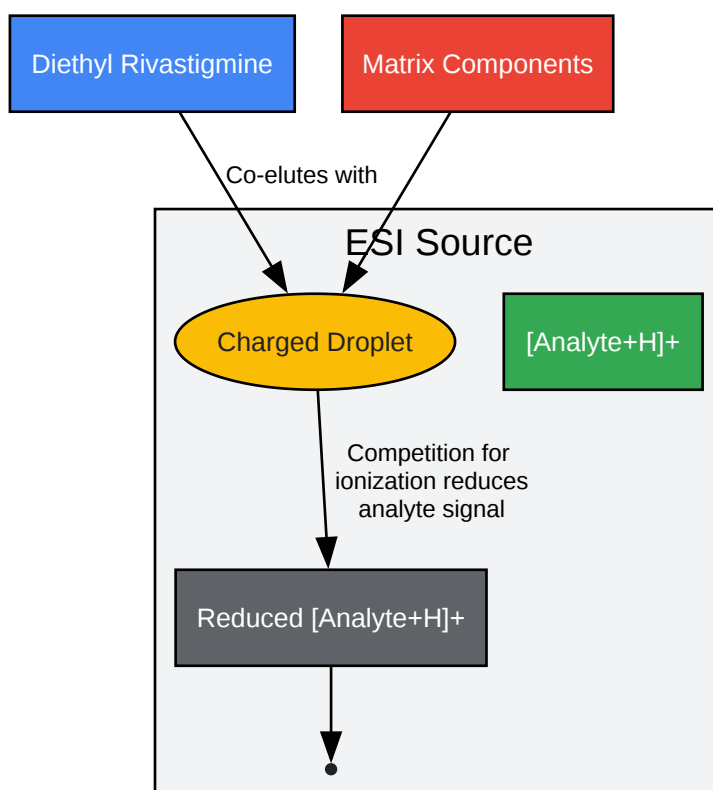 Diethyl Rivastigmine
Matrix Components
Co-elutes with
ESI Source
Charged Droplet
[Analyte+H]+
Competition for
ionization reduces
analyte signal
Reduced [Analyte+H]+